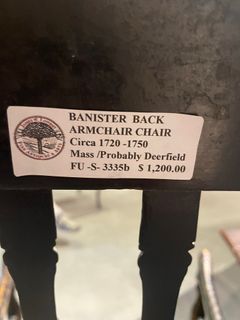 BANISTER BACK
ARMCHAIR CHAIR
Circa 1720 -1750
Mass /Probably Deerfield
FU -S- 3335b $ 1,200.00